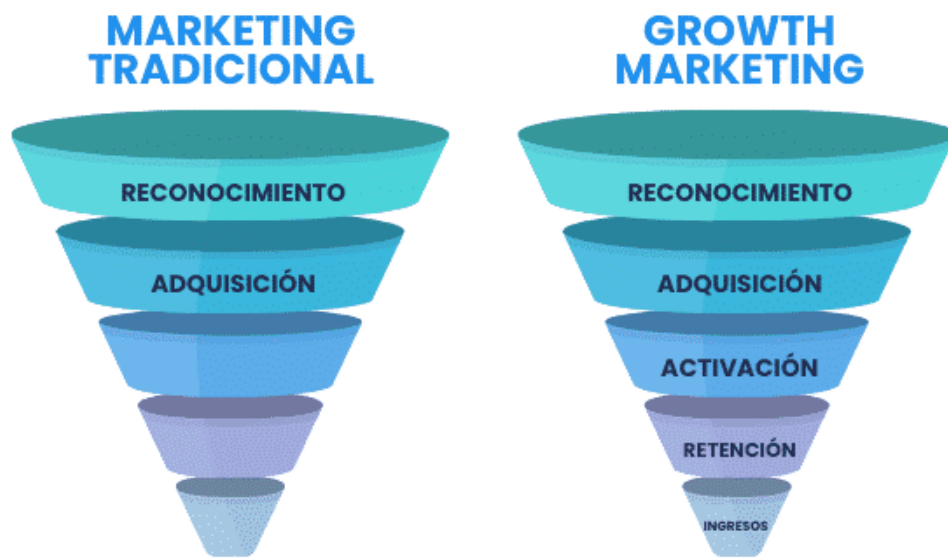 MARKETING
TRADICIONAL
RECONOCIMIENTO
ADQUISICIÓN
GROWTH
MARKETING
RECONOCIMIENTO
ADQUISICIÓN
ACTIVACIÓN
RETENCIÓN
INGRESOS